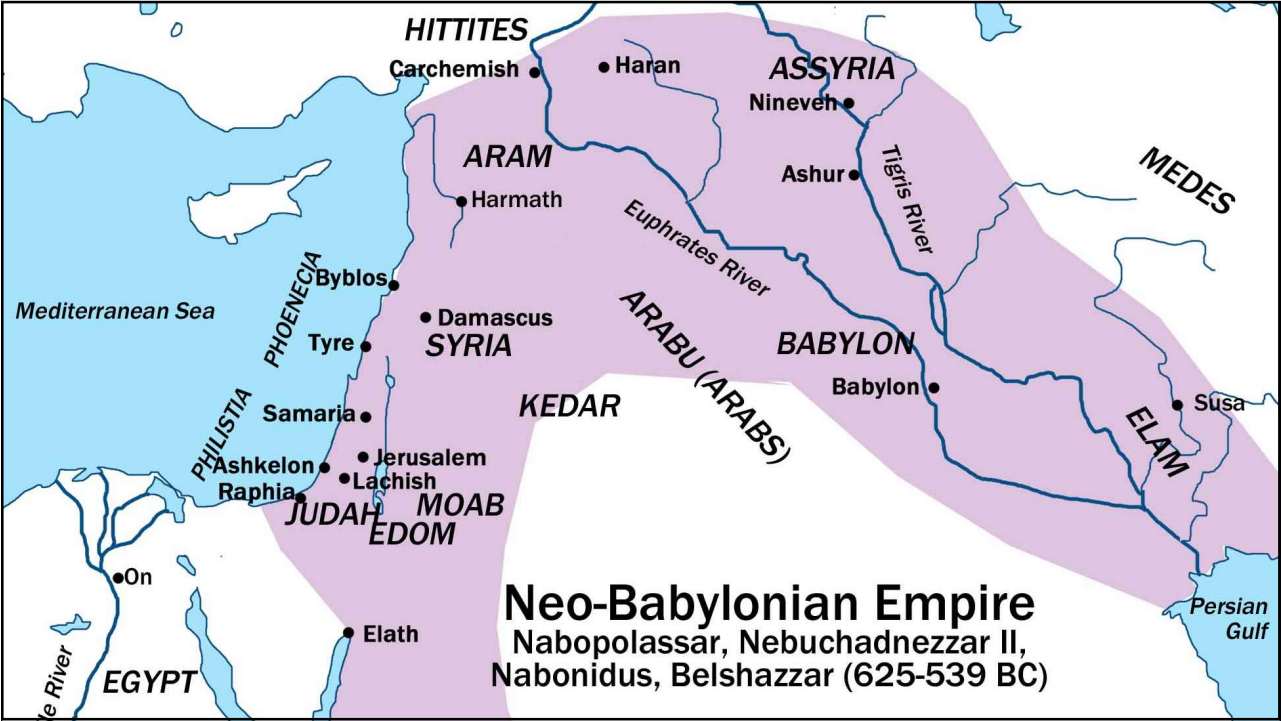 HITTITES
Carchemish
Haran
ASSYRIA
Nineveh
ARAM
Harmath
Ashur
Tigris River
MEDES
Euphrates River
Mediterranean Sea
PHOENECIA
Byblos
Damascus
SYRIA
Tyre
ARABU (ARABS)
BABYLON
Babylon
KEDAR
Samaria
PHILISTIA
Ashkelon
Jerusalem
Lachish
Raphia
JUDAH
MOAB
EDOM
ELAM
Susa
On
Elath
EGYPT
le River
Persian
Gulf
Neo-Babylonian Empire
Nabopolassar, Nebuchadnezzar II,
Nabonidus, Belshazzar (625-539 BC)